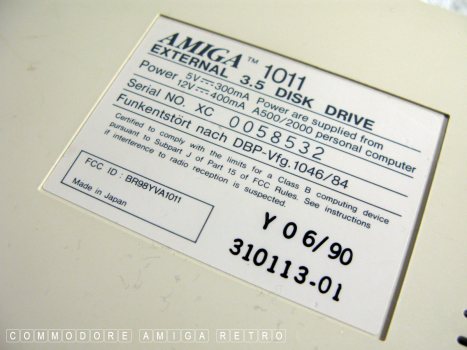 AMIGA™ 1011
EXTERNAL 3.5 DISK DRIVE
Power 5V⎓300mA Power are supplied from
12V⎓400mA A500/2000 personal computer
Serial NO. XC 0058532
Funkentstört nach DBP-Vfg.1046/84
Certified to comply with the limits for a Class B computing device
pursuant to Subpart J of Part 15 of FCC Rules. See instructions
if interference to radio reception is suspected.
FCC ID : BR98YVA1011
Made in Japan
Y 06/90
310113-01
COMMODORE AMIGA RETRO